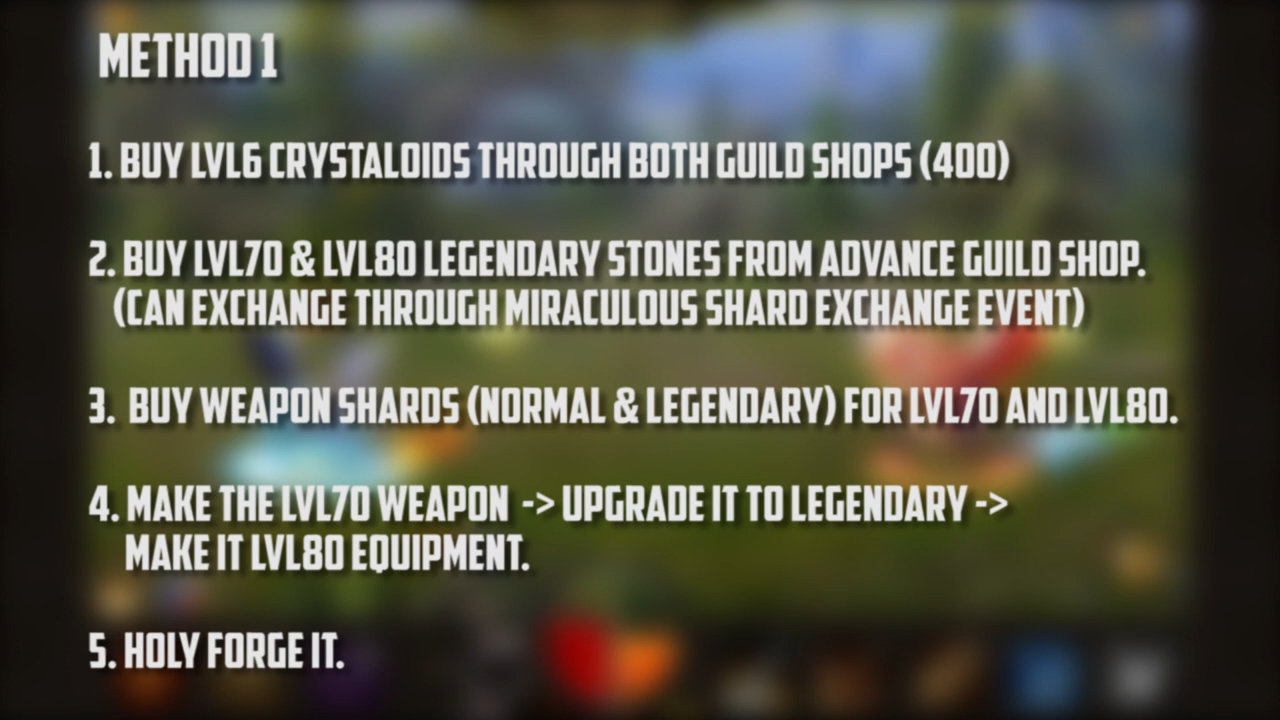 METHOD 1
1. BUY LVL6 CRYSTALOIDS THROUGH BOTH GUILD SHOPS (400)
2. BUY LVL70 & LVL80 LEGENDARY STONES FROM ADVANCE GUILD SHOP.
(CAN EXCHANGE THROUGH MIRACULOUS SHARD EXCHANGE EVENT)
3. BUY WEAPON SHARDS (NORMAL & LEGENDARY) FOR LVL70 AND LVL80.
4. MAKE THE LVL70 WEAPON -> UPGRADE IT TO LEGENDARY ->
MAKE IT LVL80 EQUIPMENT.
5. HOLY FORGE IT.